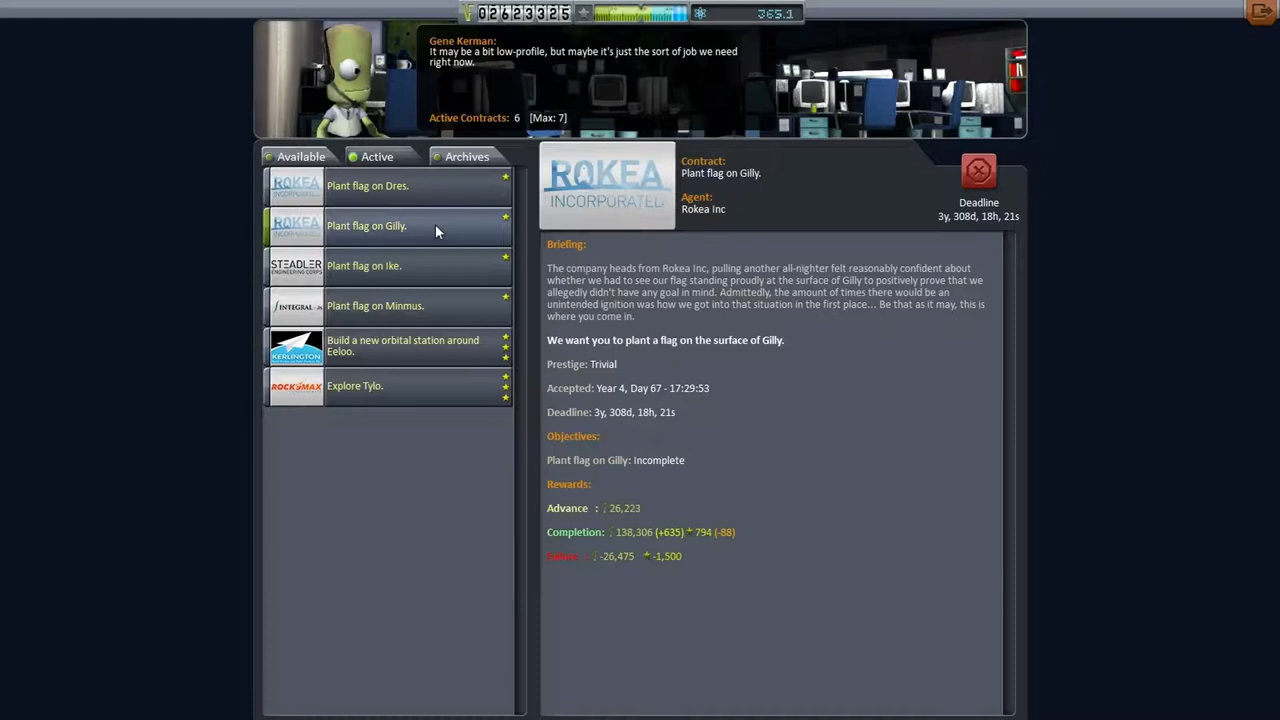 02623325
365.1
Gene Kerman:
It may be a bit low-profile, but maybe it's just the sort of job we need
right now.
Active Contracts: 6 [Max: 7]
Available
Active
Archives
ROKEA
INCORPORATED
Plant flag on Dres.
ROKEA
INCORPORATED
Plant flag on Gilly.
STEADLER
ENGINEERING CORPS
Plant flag on Ike.
INTEGRAL
Plant flag on Minmus.
KERLINGTON
Build a new orbital station around
Eeloo.
ROCKOMAX
Explore Tylo.
ROKEA
INCORPORATED
Contract:
Plant flag on Gilly.
Agent:
Rokea Inc
Deadline
3y, 308d, 18h, 21s
Briefing:
The company heads from Rokea Inc, pulling another all-nighter felt reasonably confident about
whether we had to see our flag standing proudly at the surface of Gilly to positively prove that we
allegedly didn't have any goal in mind. Admittedly, the amount of times there would be an
unintended ignition was how we got into that situation in the first place... Be that as it may, this is
where you come in.
We want you to plant a flag on the surface of Gilly.
Prestige: Trivial
Accepted: Year 4, Day 67 - 17:29:53
Deadline: 3y, 308d, 18h, 21s
Objectives:
Plant flag on Gilly: Incomplete
Rewards:
Advance : 26,223
Completion: 138,306 (+635) 794 (-88)
-26,475 -1,500